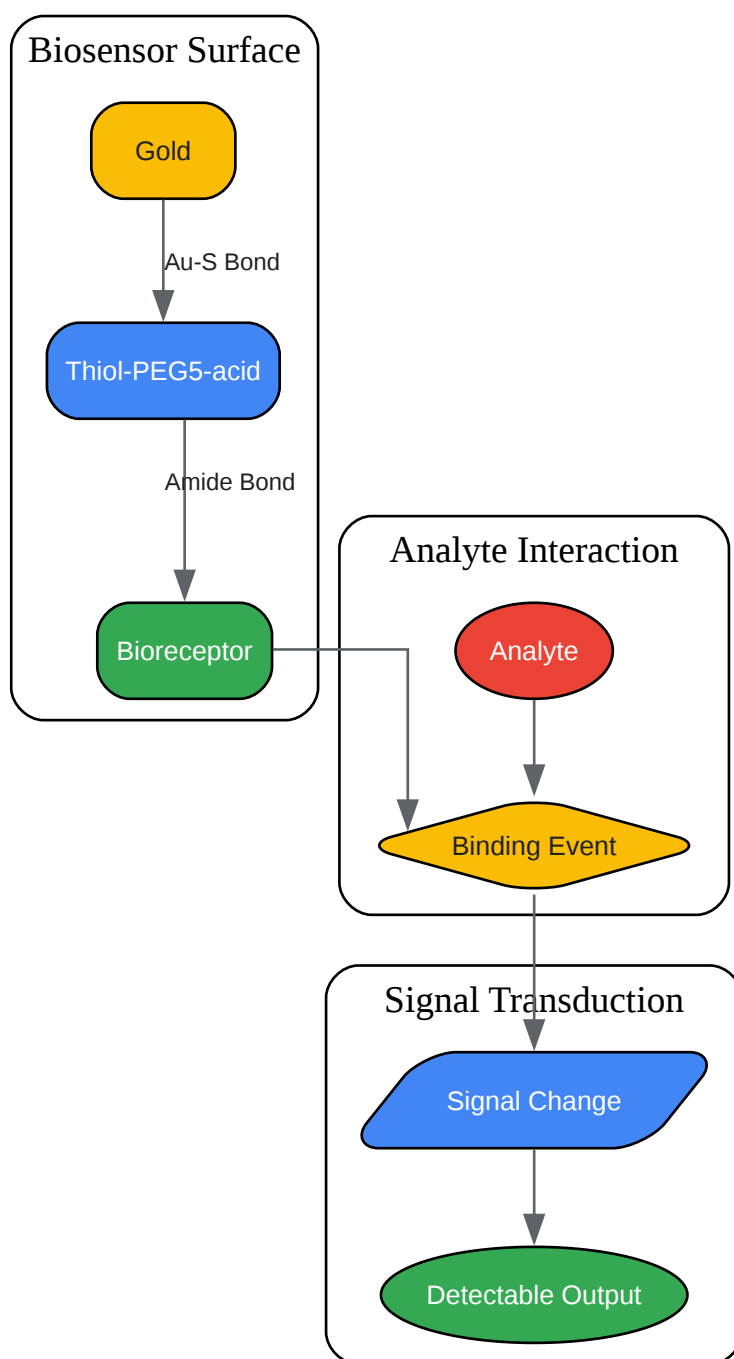 Biosensor Surface
Gold
Au-S Bond
Thiol-PEG5-acid
Amide Bond
Bioreceptor
Analyte Interaction
Analyte
Binding Event
Signal Transduction
Signal Change
Detectable Output